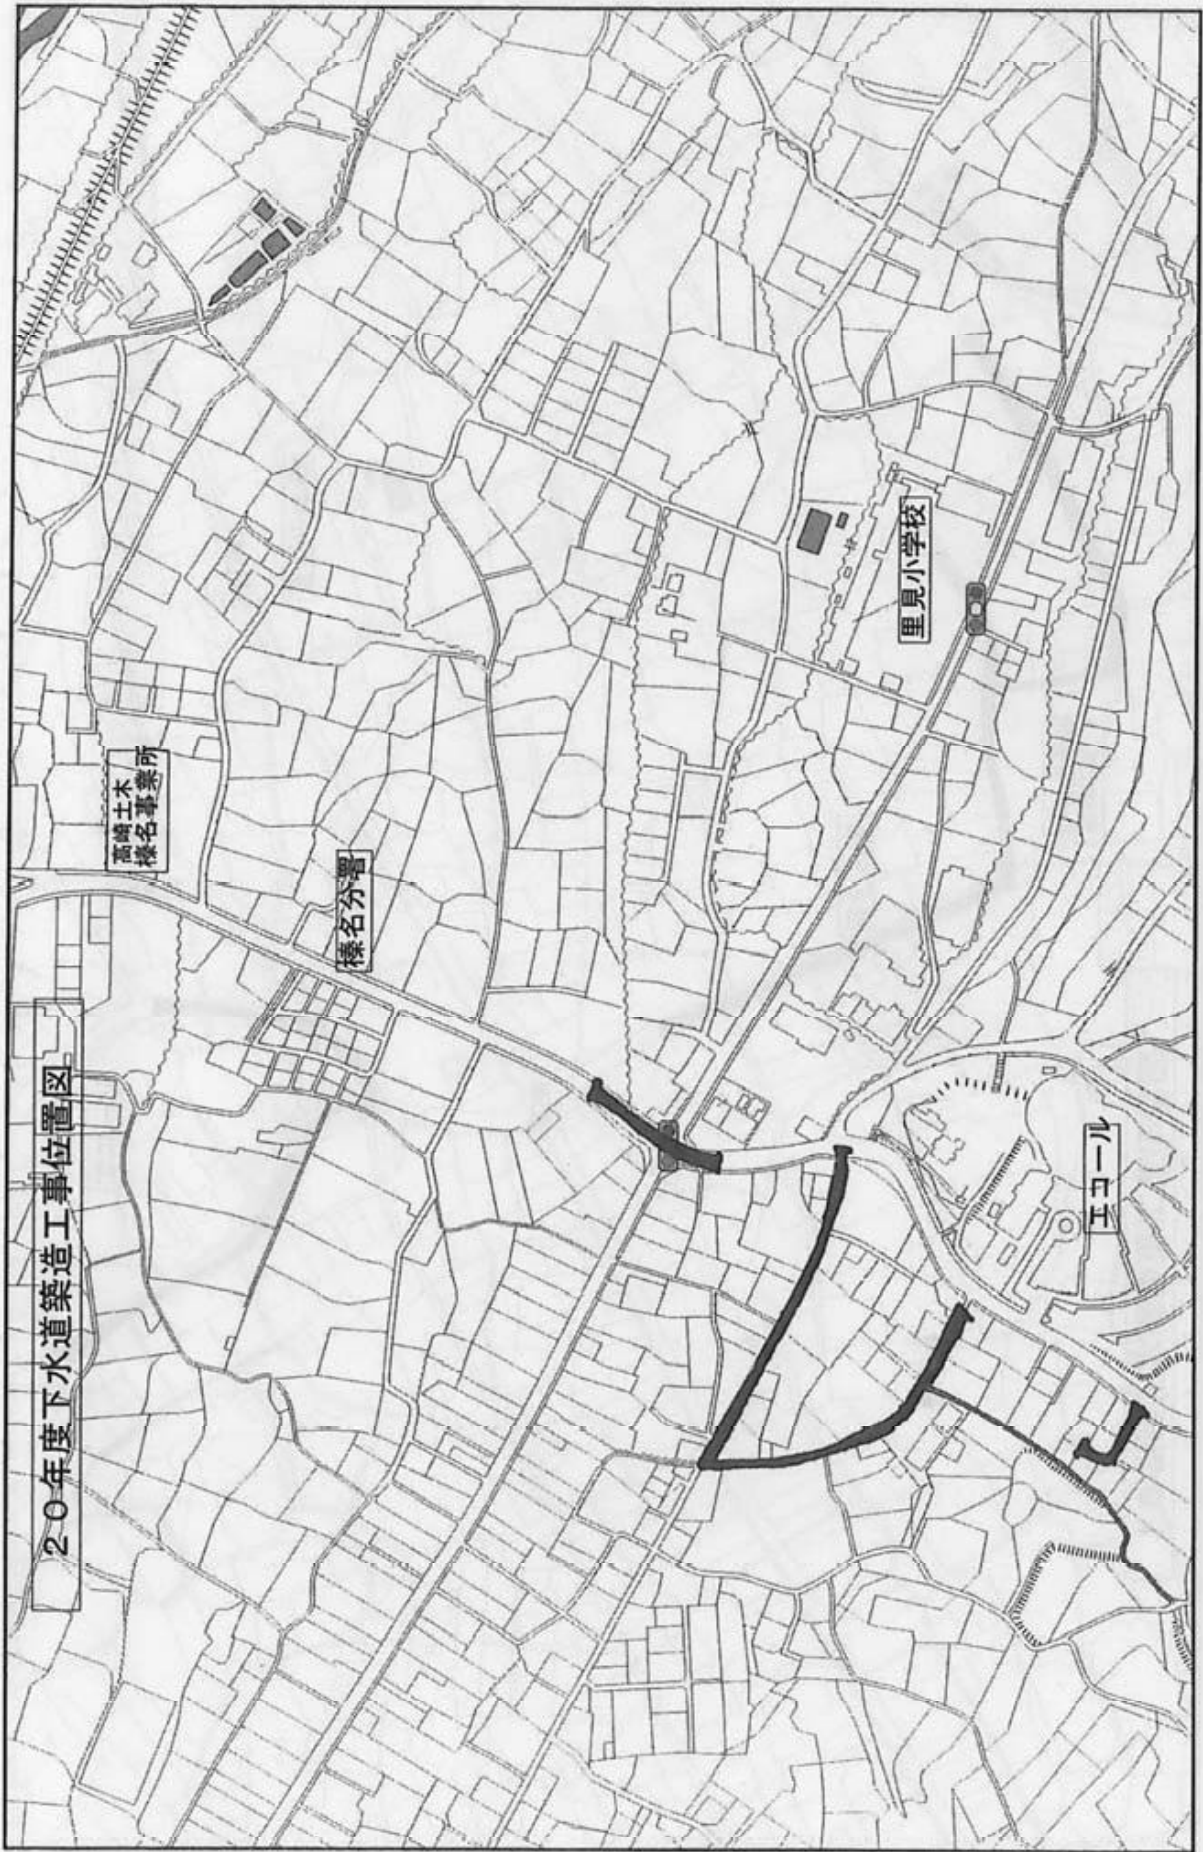 ２０年度下水道築造工事位置図
高崎土木
榛名事業所
榛名分署
里見小学校
エコール